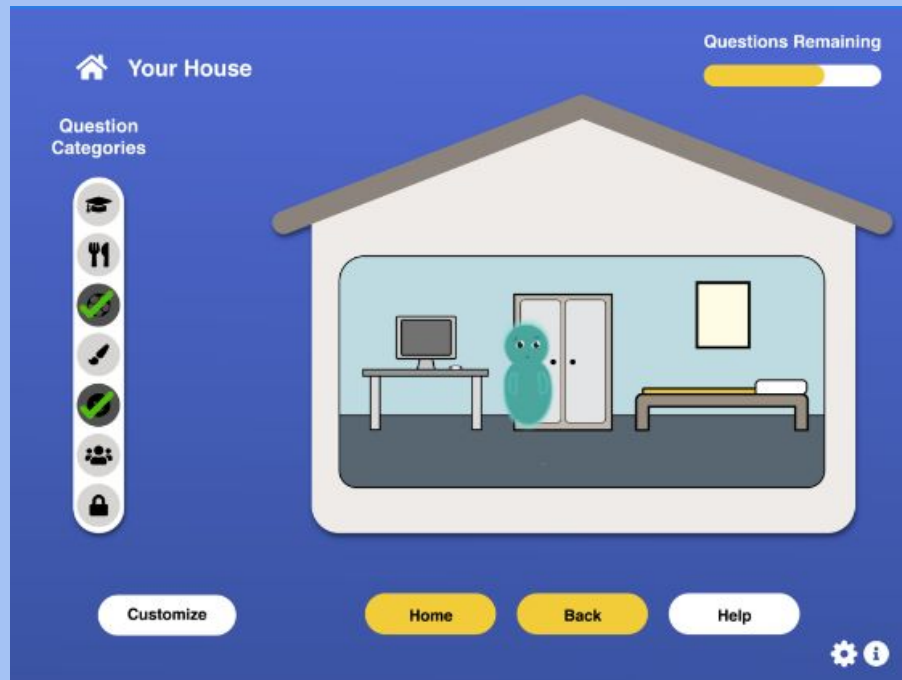 Your House
Questions Remaining
Question
Categories
Customize
Home
Back
Help